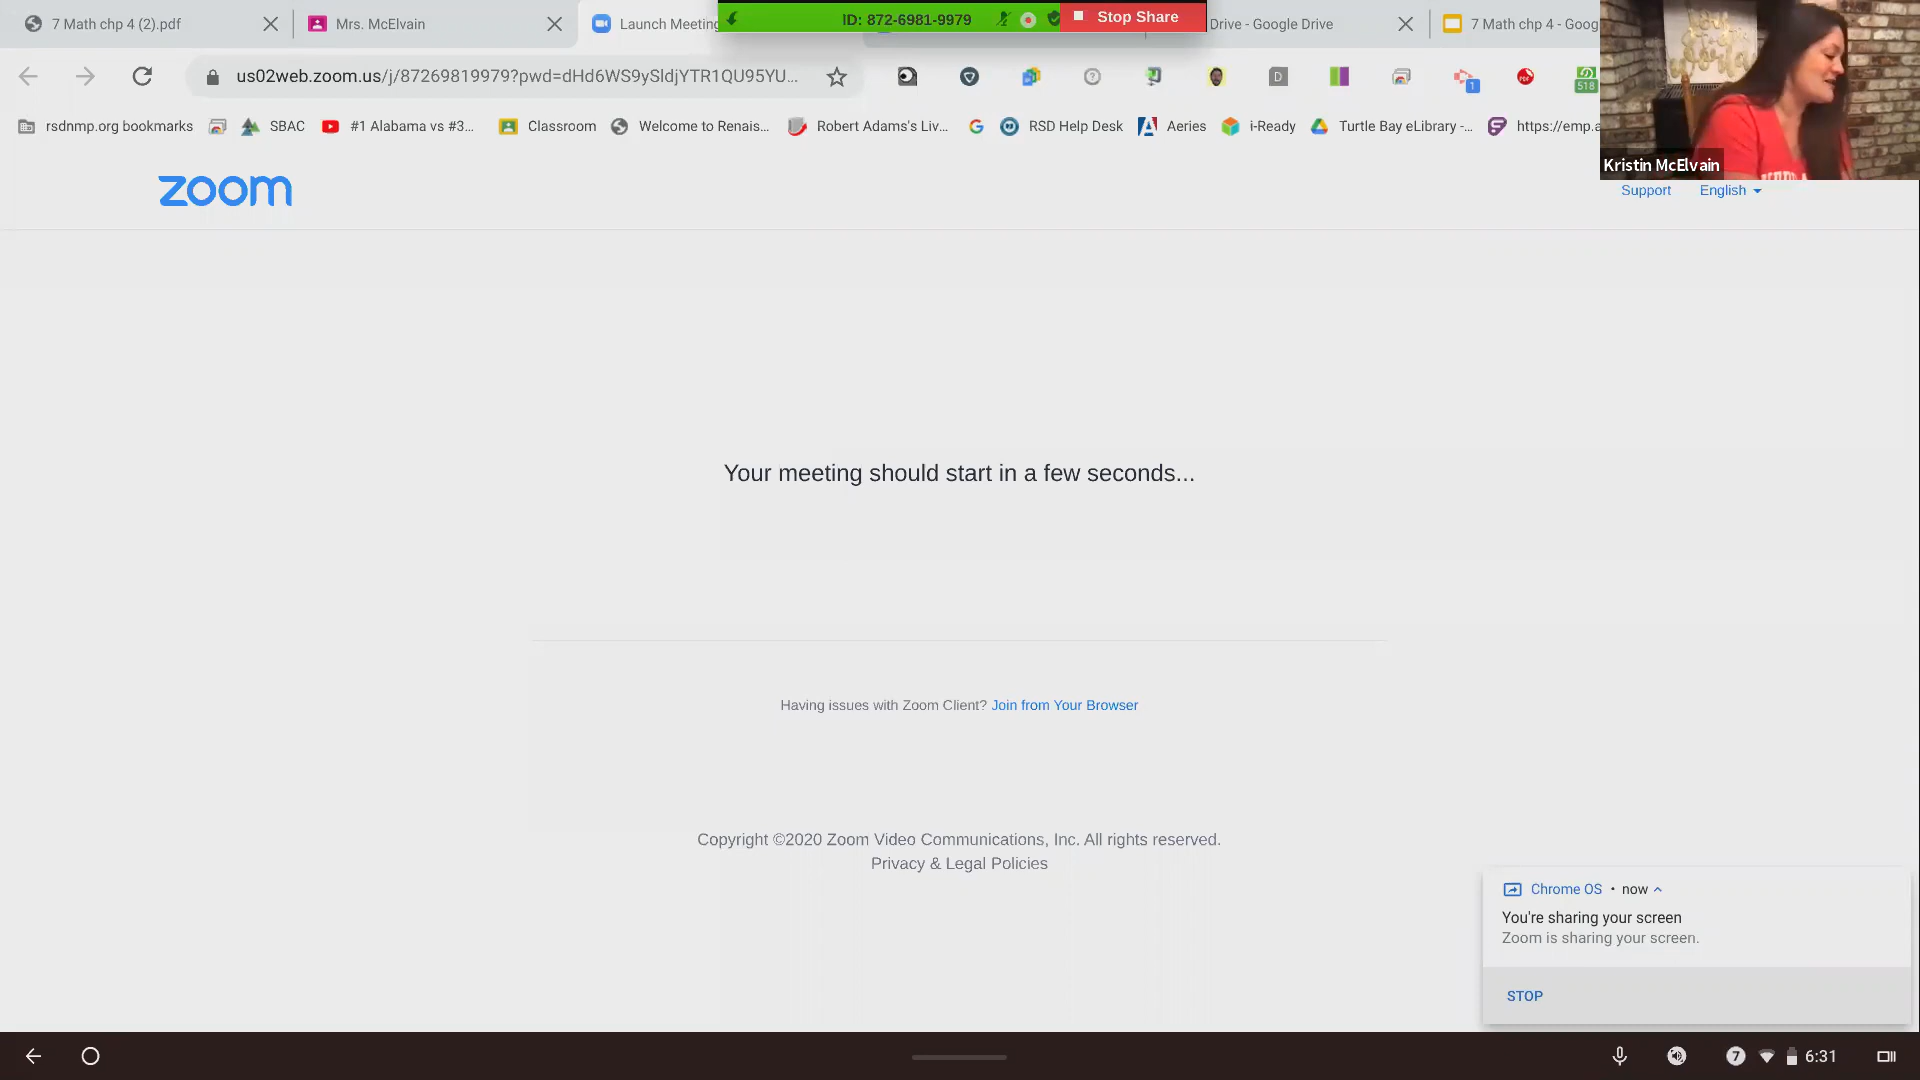 7 Math chp 4 (2).pdf
Mrs. McElvain
Launch Meeting
ID: 872-6981-9979
Stop Share
Drive - Google Drive
7 Math chp 4 - Goog
us02web.zoom.us/j/87269819979?pwd=dHd6WS9ySldjYTR1QU95YU...
D
1
PDF
518
rsdnmp.org bookmarks
SBAC
#1 Alabama vs #3...
Classroom
Welcome to Renais...
Robert Adams's Liv...
RSD Help Desk
Aeries
i-Ready
Turtle Bay eLibrary -...
https://emp.a
Kristin McElvain
zoom
Support
English
Your meeting should start in a few seconds...
Having issues with Zoom Client? Join from Your Browser
Copyright ©2020 Zoom Video Communications, Inc. All rights reserved.
Privacy & Legal Policies
Chrome OS • now
You're sharing your screen
Zoom is sharing your screen.
STOP
7
6:31